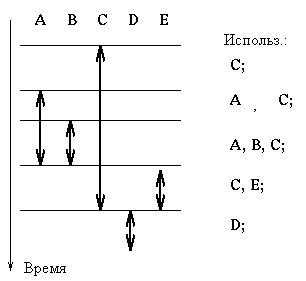 A B C D E
Использ.:
C;
A , C;
A, B, C;
C, E;
D;
Время